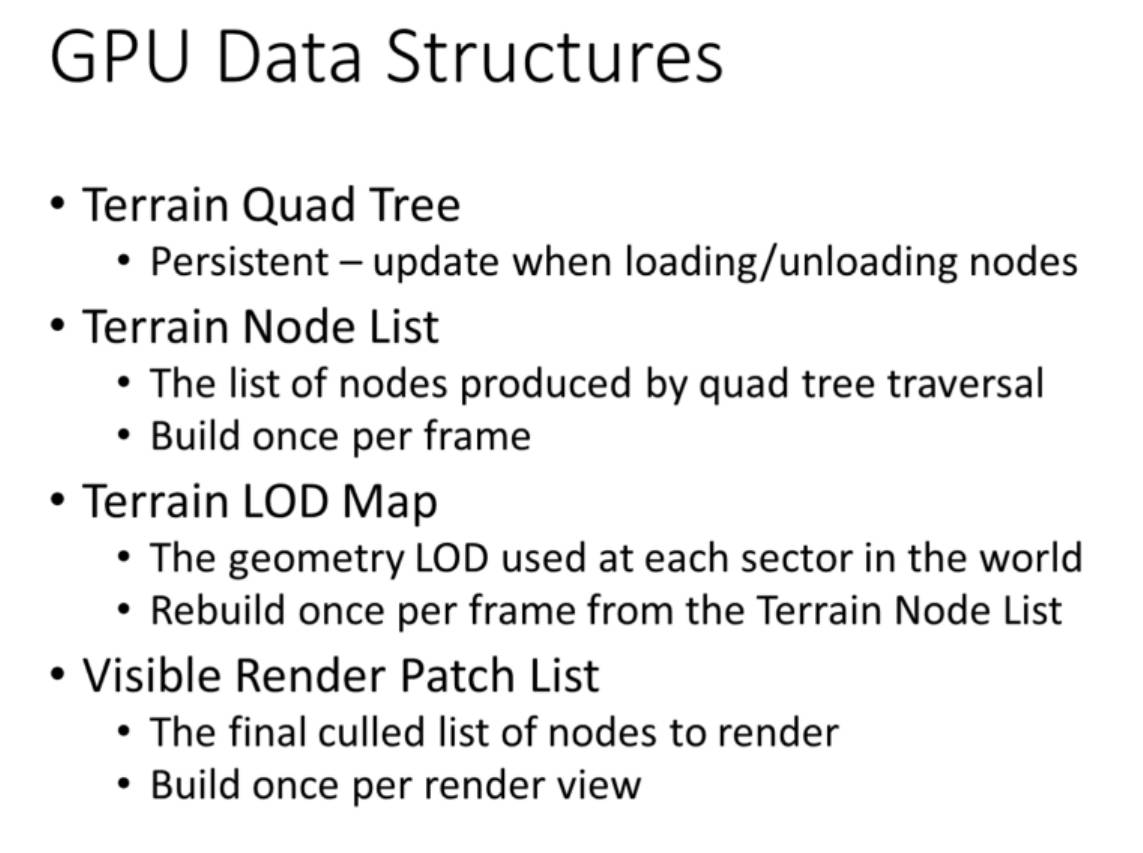 GPU Data Structures
• Terrain Quad Tree
• Persistent – update when loading/unloading nodes
• Terrain Node List
• The list of nodes produced by quad tree traversal
• Build once per frame
• Terrain LOD Map
• The geometry LOD used at each sector in the world
• Rebuild once per frame from the Terrain Node List
• Visible Render Patch List
• The final culled list of nodes to render
• Build once per render view